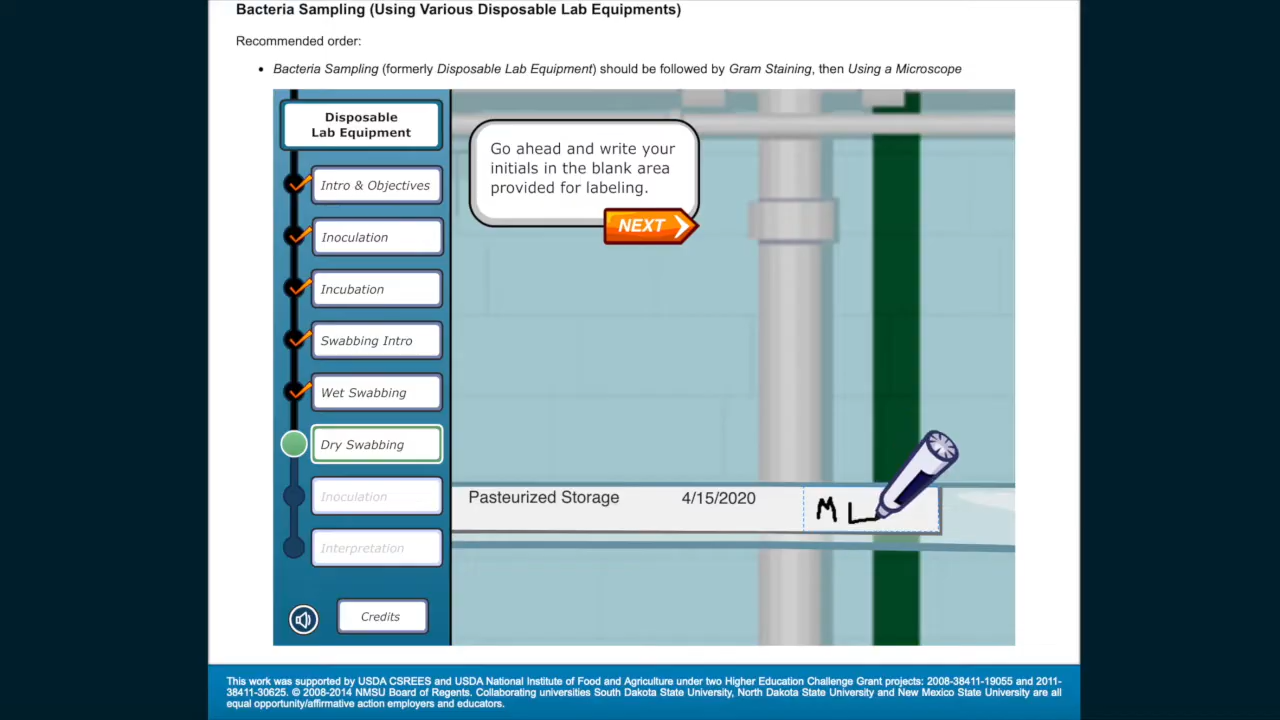 Bacteria Sampling (Using Various Disposable Lab Equipments)
Recommended order:
• Bacteria Sampling (formerly Disposable Lab Equipment) should be followed by Gram Staining, then Using a Microscope
Disposable
Lab Equipment
Intro & Objectives
Inoculation
Incubation
Swabbing Intro
Wet Swabbing
Dry Swabbing
Inoculation
Interpretation
Credits
Go ahead and write your
initials in the blank area
provided for labeling.
NEXT
Pasteurized Storage 4/15/2020 M L
This work was supported by USDA CSREES and USDA National Institute of Food and Agriculture under two Higher Education Challenge Grant projects: 2008-38411-19055 and 2011-
38411-30625. © 2008-2014 NMSU Board of Regents. Collaborating universities South Dakota State University, North Dakota State University and New Mexico State University are all
equal opportunity/affirmative action employers and educators.